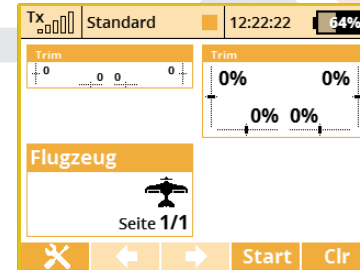 Tx Standard 12:22:22 64%
Trim
0 0 0 0
Trim
0% 0%
0% 0%
Flugzeug
Seite 1/1
Start Clr